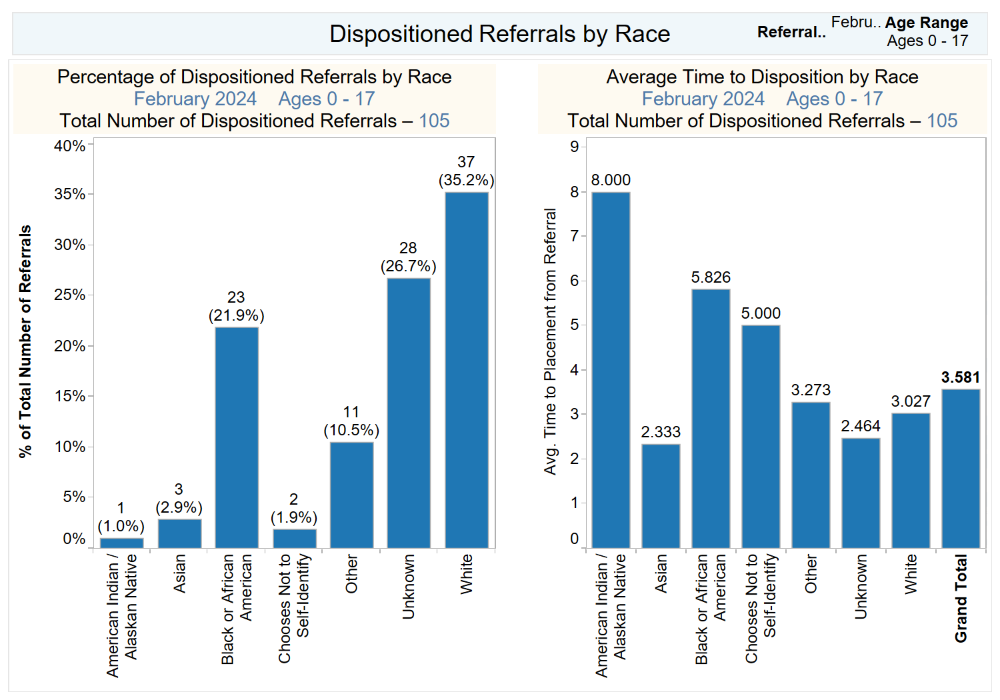 Dispositioned Referrals by Race
Referral..
Febru..
Age Range
Ages 0 - 17
Percentage of Dispositioned Referrals by Race
February 2024 Ages 0 - 17
Total Number of Dispositioned Referrals – 105
% of Total Number of Referrals
40%
35%
30%
25%
20%
15%
10%
5%
0%
1
(1.0%)
3
(2.9%)
23
(21.9%)
2
(1.9%)
11
(10.5%)
28
(26.7%)
37
(35.2%)
American Indian /
Alaskan Native
Asian
Black or African
American
Chooses Not to
Self-Identify
Other
Unknown
White
Average Time to Disposition by Race
February 2024 Ages 0 - 17
Total Number of Dispositioned Referrals – 105
Avg. Time to Placement from Referral
9
8
7
6
5
4
3
2
1
0
8.000
2.333
5.826
5.000
3.273
2.464
3.027
3.581
American Indian /
Alaskan Native
Asian
Black or African
American
Chooses Not to
Self-Identify
Other
Unknown
White
Grand Total